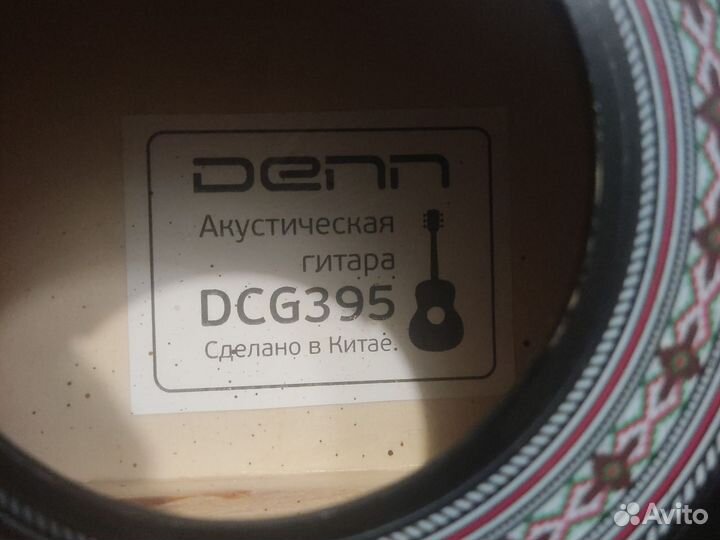 Denn
Акустическая
гитара
DCG395
Сделано в Китае.
Avito